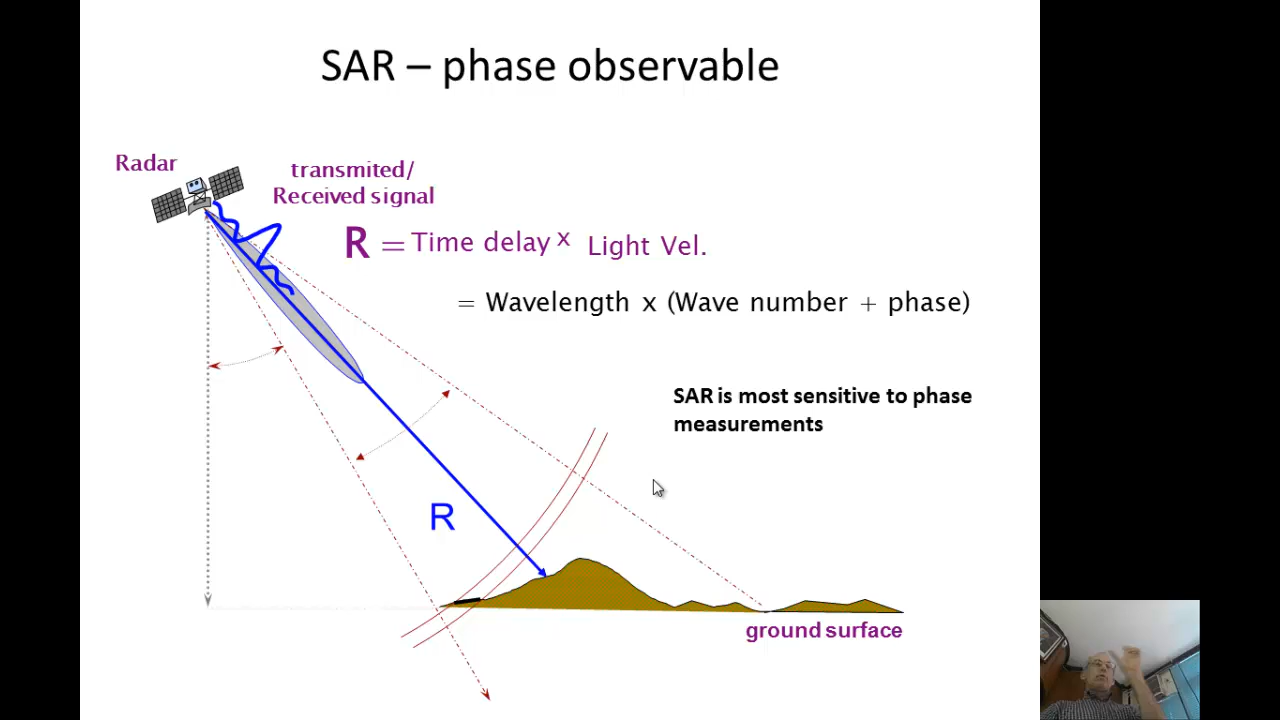 SAR – phase observable
Radar
transmited/
Received signal
R = Time delay x Light Vel.
= Wavelength x (Wave number + phase)
SAR is most sensitive to phase
measurements
R
ground surface